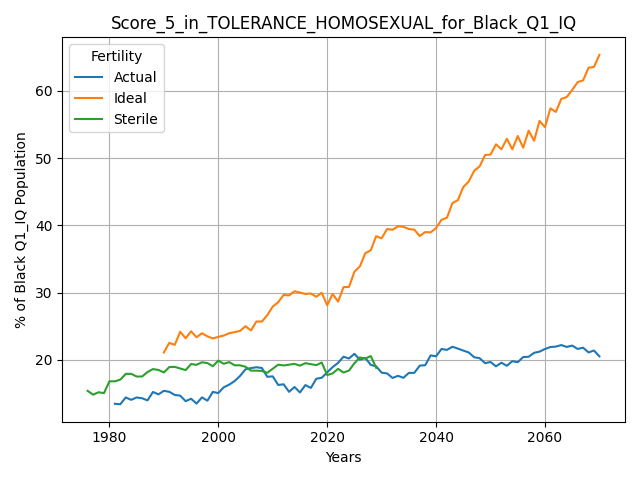 Score_5_in_TOLERANCE_HOMOSEXUAL_for_Black_Q1_IQ
Fertility
Actual
Ideal
Sterile
% of Black Q1_IQ Population
60
50
40
30
20
1980
2000
2020
2040
2060
Years